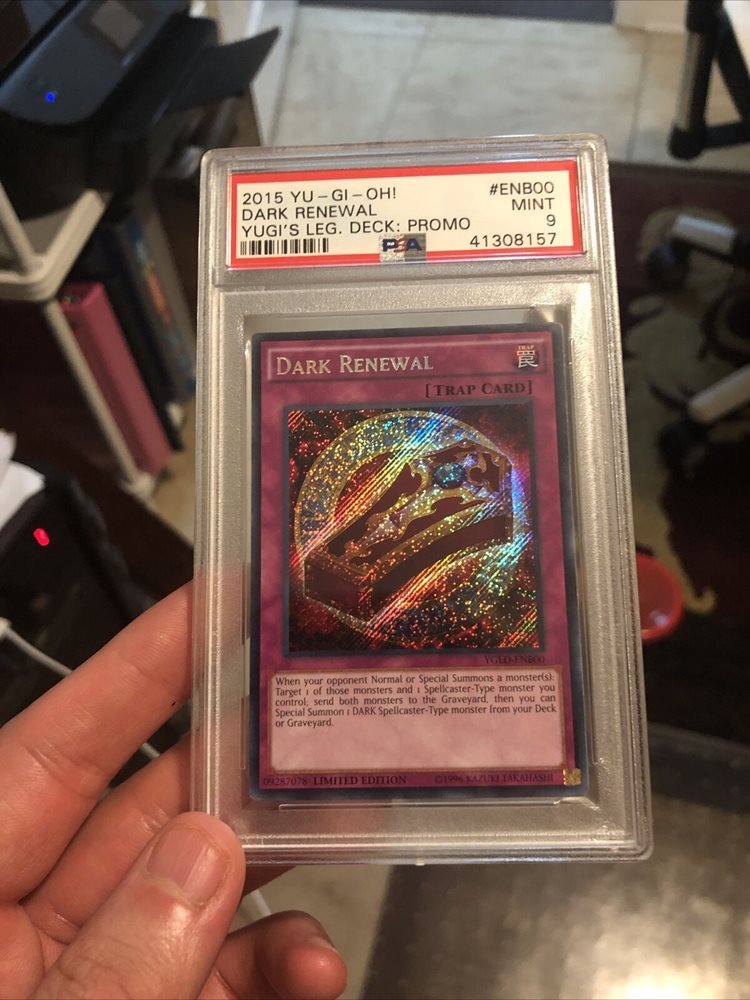 2015 YU-GI-OH! #ENB00
DARK RENEWAL MINT
YUGI'S LEG. DECK: PROMO 9
PSA 41308157
DARK RENEWAL
TRAP
罠
[TRAP CARD]
YGLD-ENB00
When your opponent Normal or Special Summons a monster(s):
Target 1 of those monsters and 1 Spellcaster-Type monster you
control; send both monsters to the Graveyard, then you can
Special Summon 1 DARK Spellcaster-Type monster from your Deck
or Graveyard.
09287078 LIMITED EDITION ©1996 KAZUKI TAKAHASHI